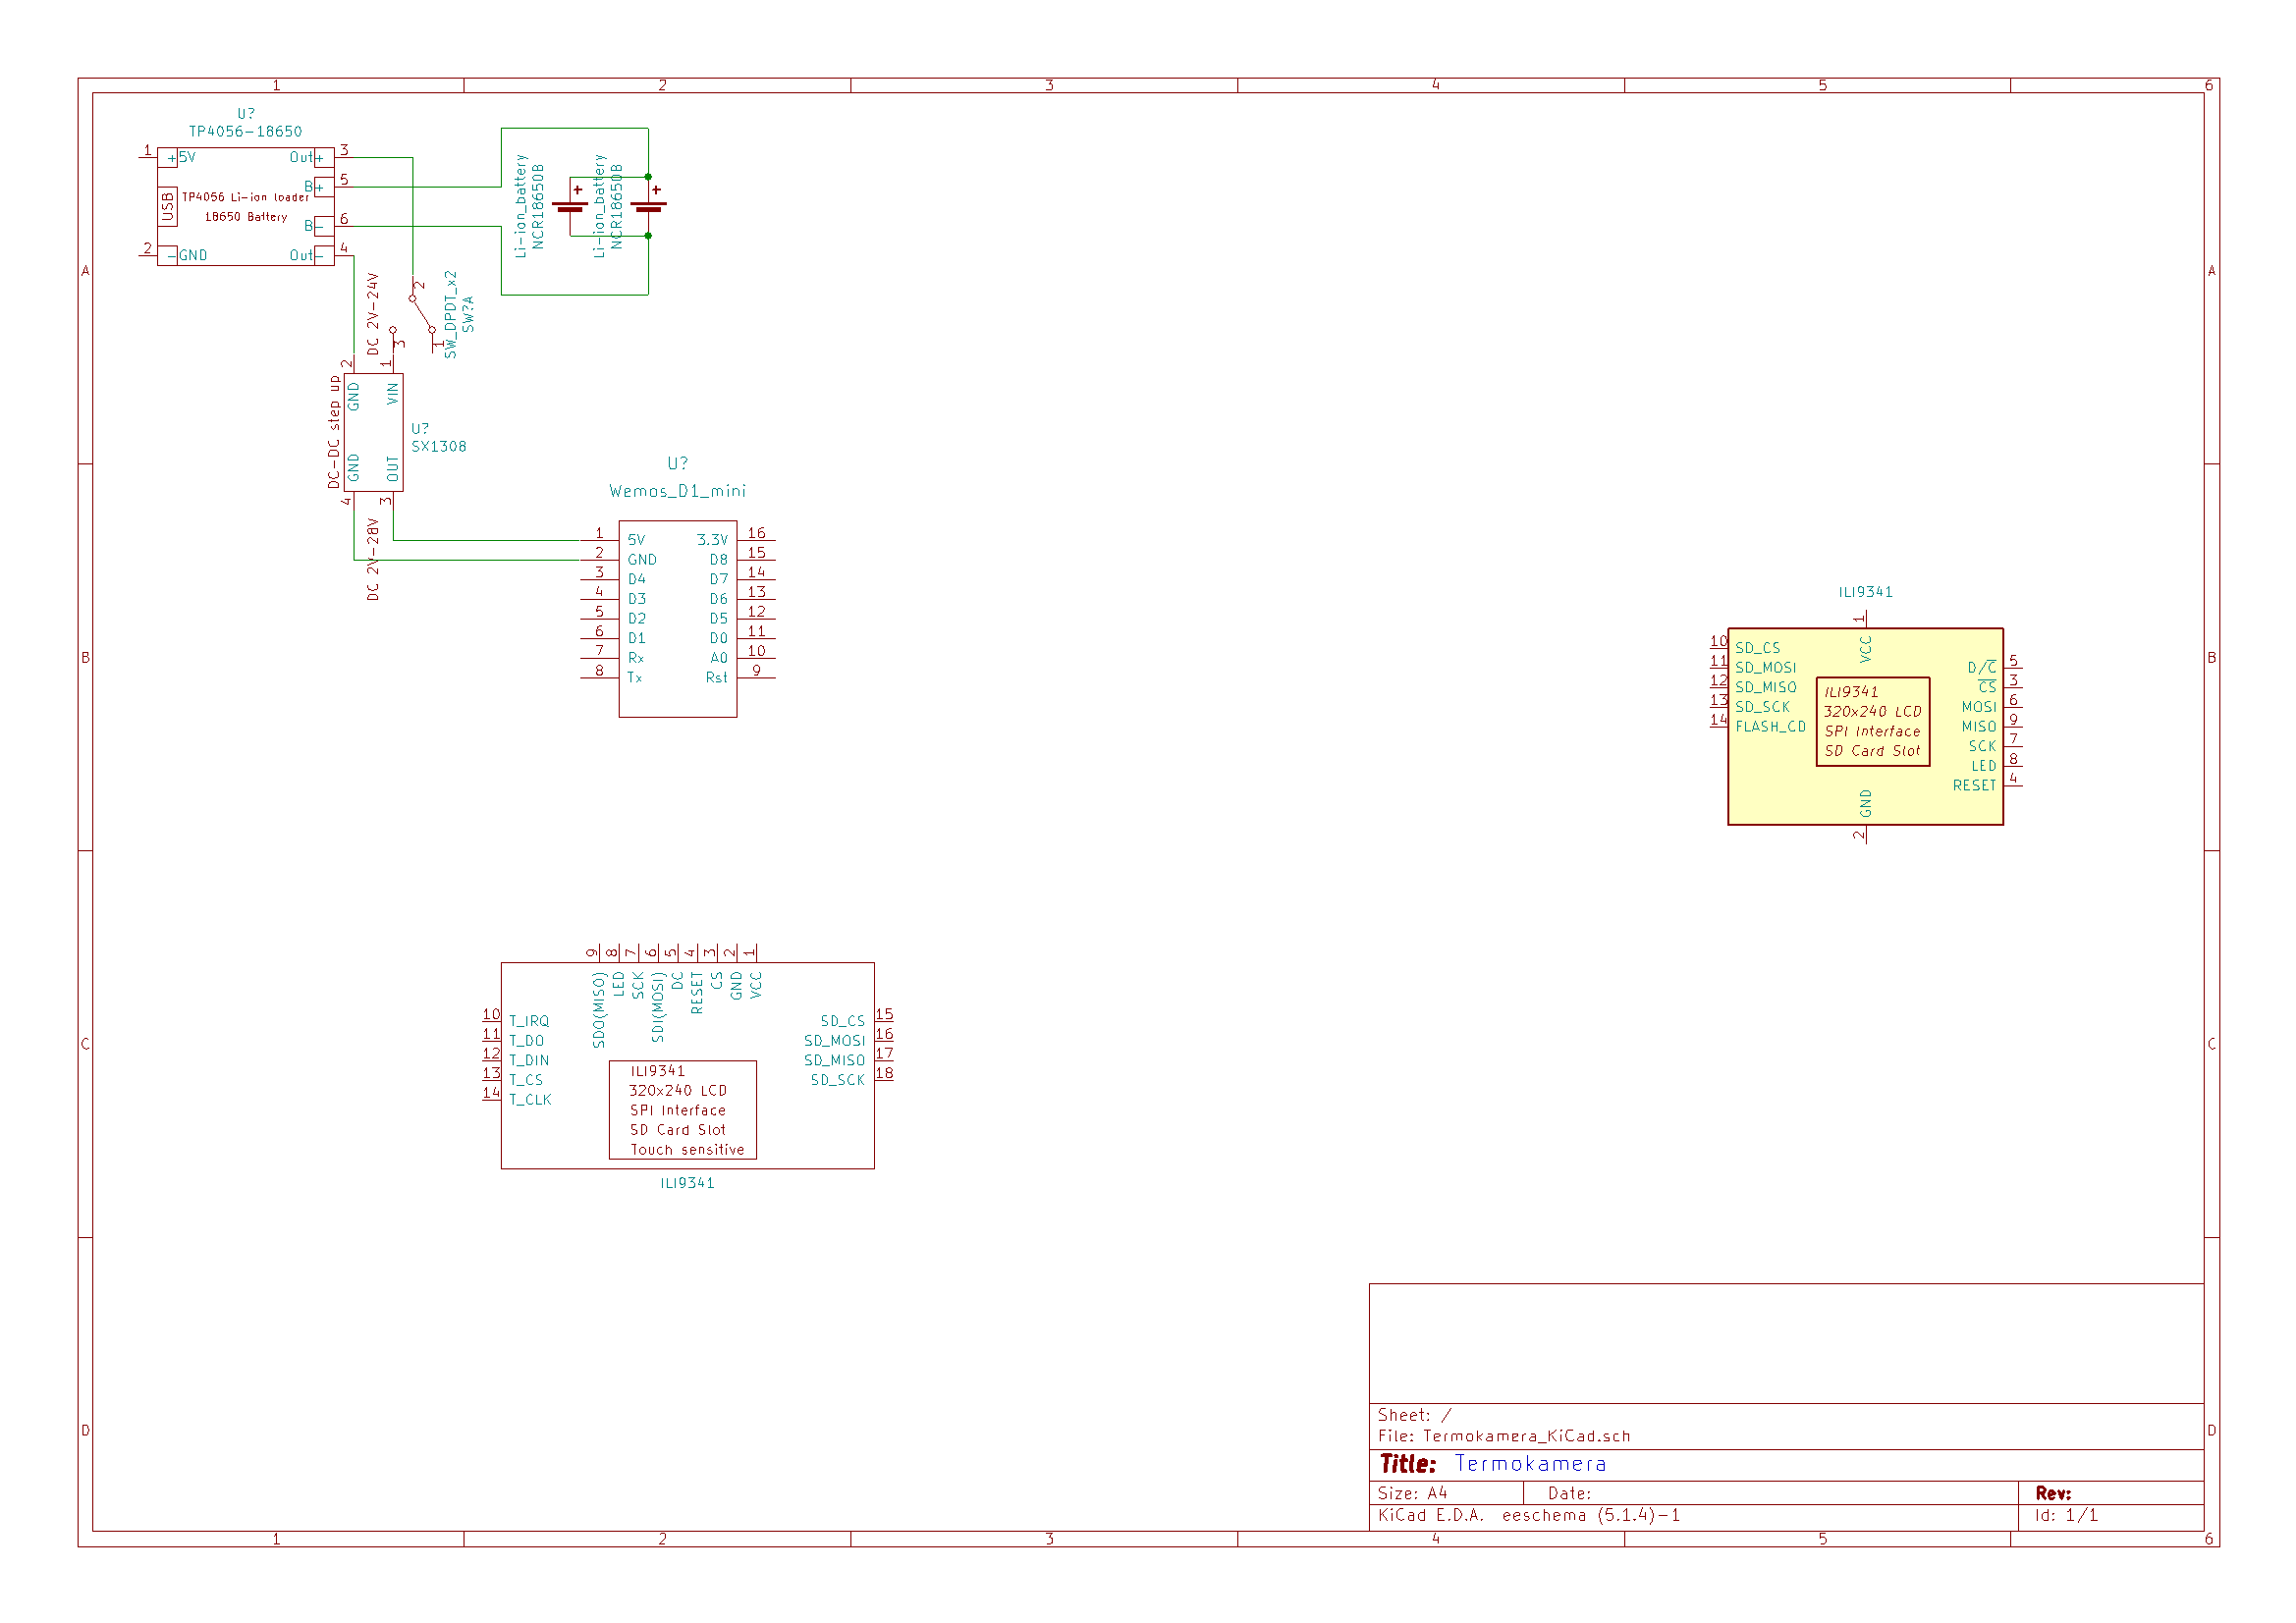 1 2 3 4 5 6
A A
B B
C C
D D
1 2 3 4 5 6
U?
TP4056-18650
1 +5V
2 -GND
USB
TP4056 Li-ion loader
18650 Battery
Out+ 3
B+ 5
B- 6
Out- 4
Li-ion_battery
NCR18650B
+
Li-ion_battery
NCR18650B
+
2
3
1
SW_DPDT_x2
SW?A
DC 2V-24V
2 GND
1 VIN
DC-DC step up
U?
SX1308
4 GND
3 OUT
DC 2V-28V
U?
Wemos_D1_mini
1 5V 3.3V 16
2 GND D8 15
3 D4 D7 14
4 D3 D6 13
5 D2 D5 12
6 D1 D0 11
7 Rx A0 10
8 Tx Rst 9
ILI9341
1 VCC
10 SD_CS
11 SD_MOSI
12 SD_MISO
13 SD_SCK
14 FLASH_CD
ILI9341
320x240 LCD
SPI Interface
SD Card Slot
D/C 5
CS 3
MOSI 6
MISO 9
SCK 7
LED 8
RESET 4
GND 2
9 SDO(MISO)
8 LED
7 SCK
6 SDI(MOSI)
5 DC
4 RESET
3 CS
2 GND
1 VCC
10 T_IRQ
11 T_DO
12 T_DIN
13 T_CS
14 T_CLK
SD_CS 15
SD_MOSI 16
SD_MISO 17
SD_SCK 18
ILI9341
320x240 LCD
SPI Interface
SD Card Slot
Touch sensitive
ILI9341
Sheet: /
File: Termokamera_KiCad.sch
Title: Termokamera
Size: A4 Date: Rev:
KiCad E.D.A. eeschema (5.1.4)-1 Id: 1/1